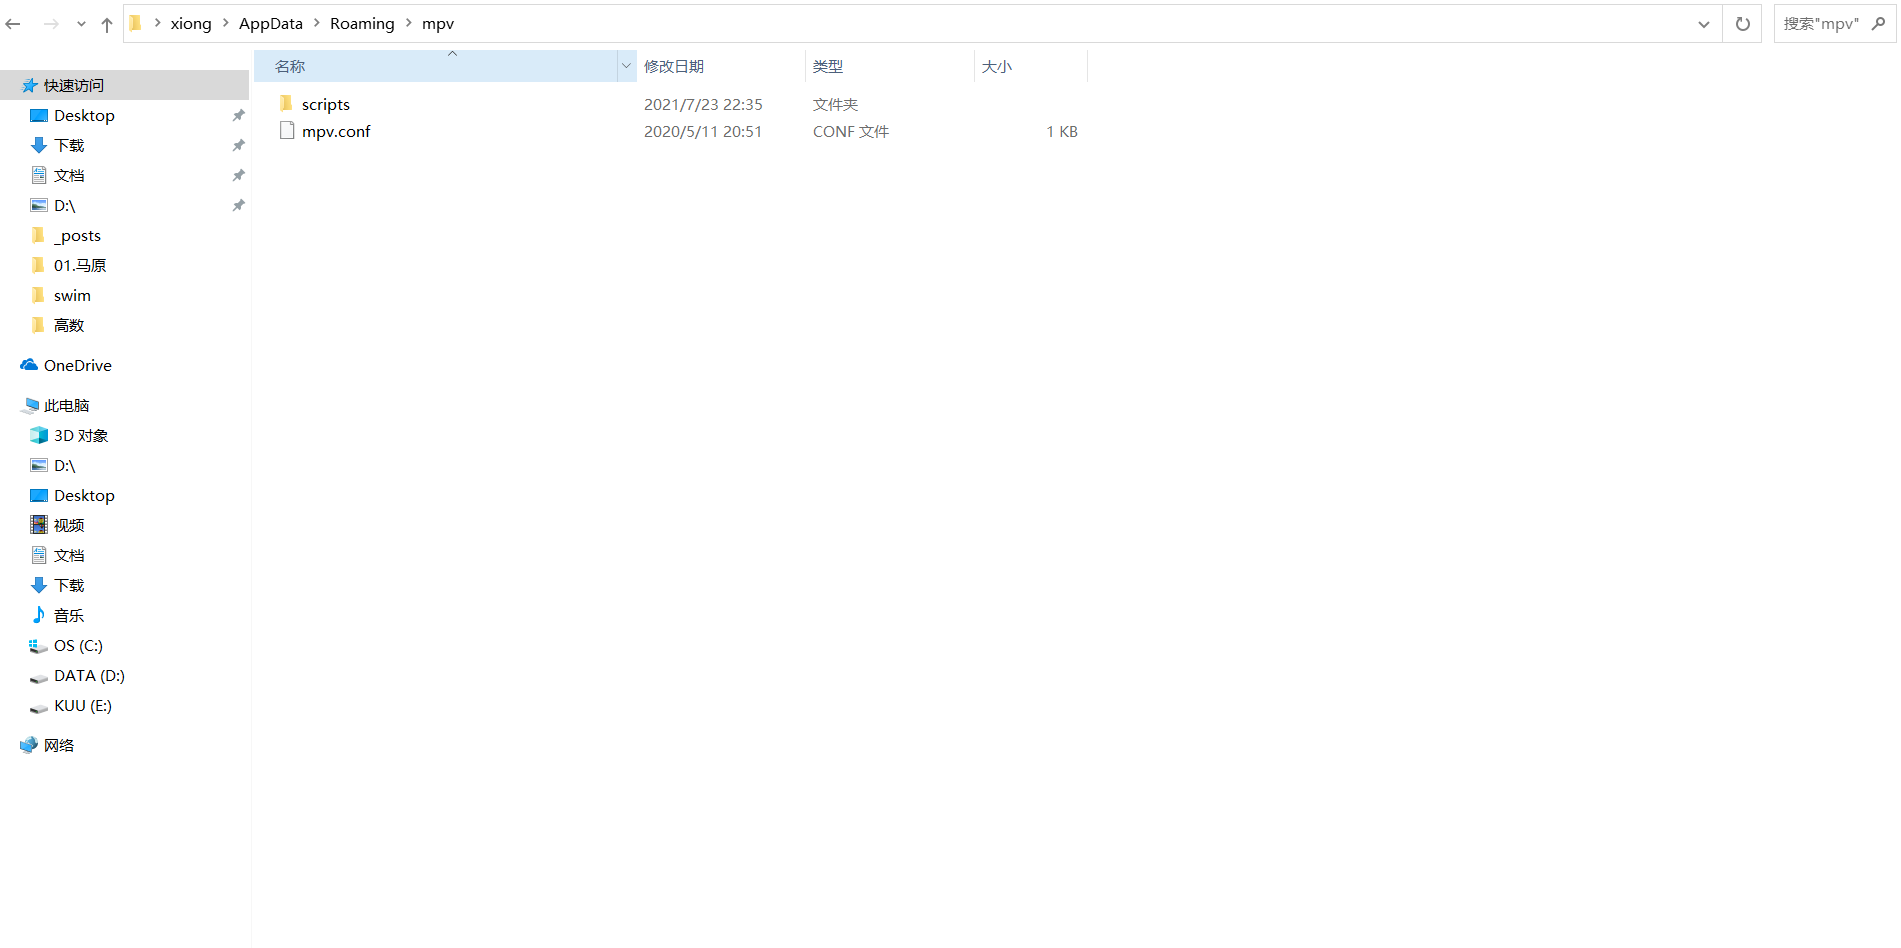 xiong AppData Roaming mpv
搜索"mpv"
名称 修改日期 类型 大小
scripts 2021/7/23 22:35 文件夹
mpv.conf 2020/5/11 20:51 CONF 文件 1 KB
快速访问
Desktop
下载
文档
D:\
_posts
01.马原
swim
高数
OneDrive
此电脑
3D 对象
D:\
Desktop
视频
文档
下载
音乐
OS (C:)
DATA (D:)
KUU (E:)
网络